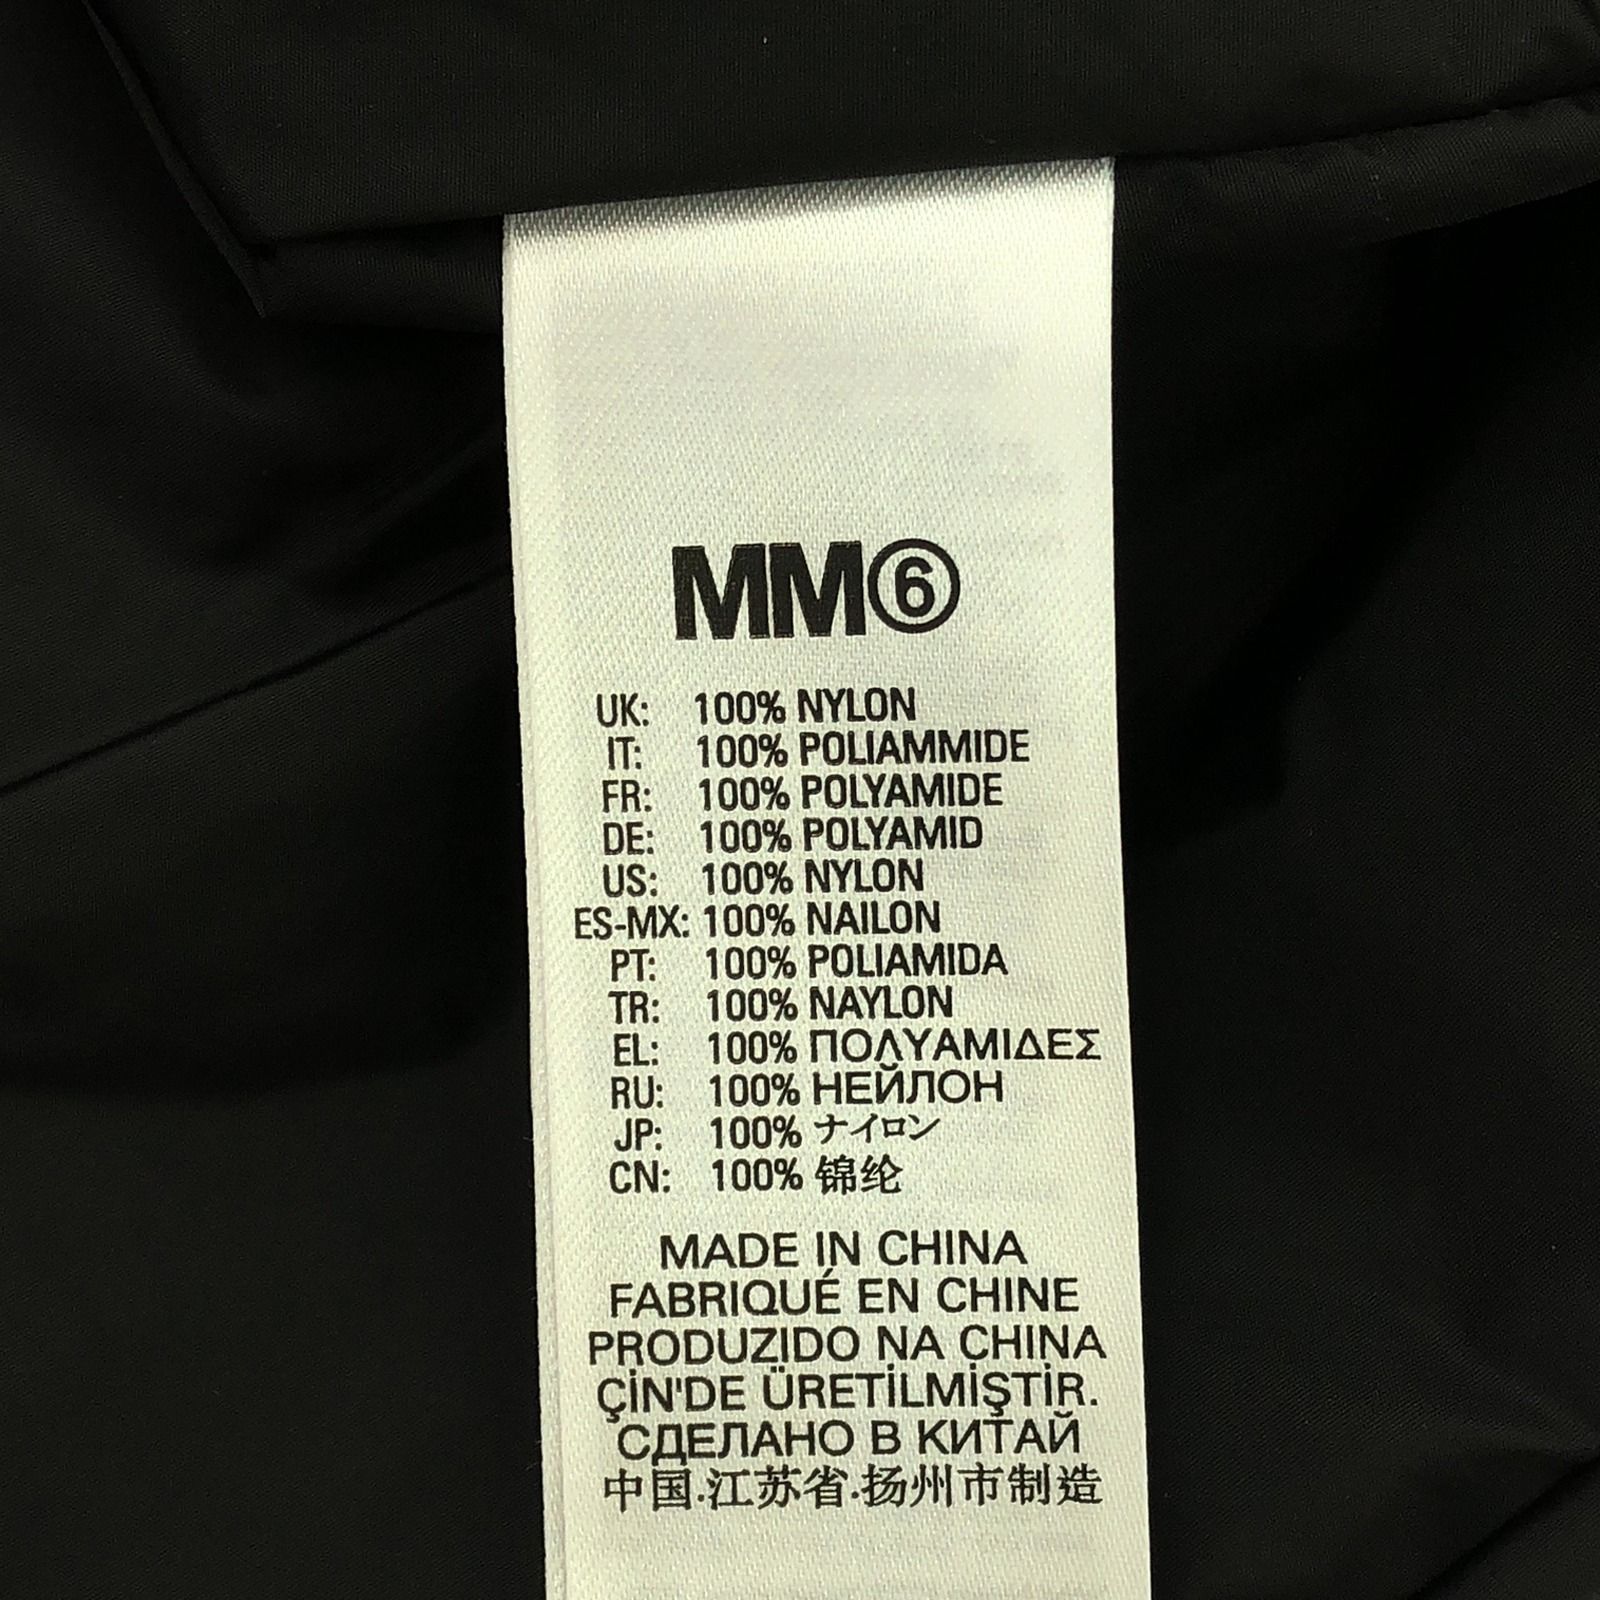 MM⑥
UK: 100% NYLON
IT: 100% POLIAMMIDE
FR: 100% POLYAMIDE
DE: 100% POLYAMID
US: 100% NYLON
ES-MX: 100% NAILON
PT: 100% POLIAMIDA
TR: 100% NAYLON
EL: 100% ΠΟΛΥΑΜΙΔΕΣ
RU: 100% НЕЙЛОН
JP: 100% ナイロン
CN: 100% 锦纶
MADE IN CHINA
FABRIQUÉ EN CHINE
PRODUZIDO NA CHINA
ÇİN'DE ÜRETİLMİŞTİR.
СДЕЛАНО В КИТАЙ
中国.江苏省.扬州市制造